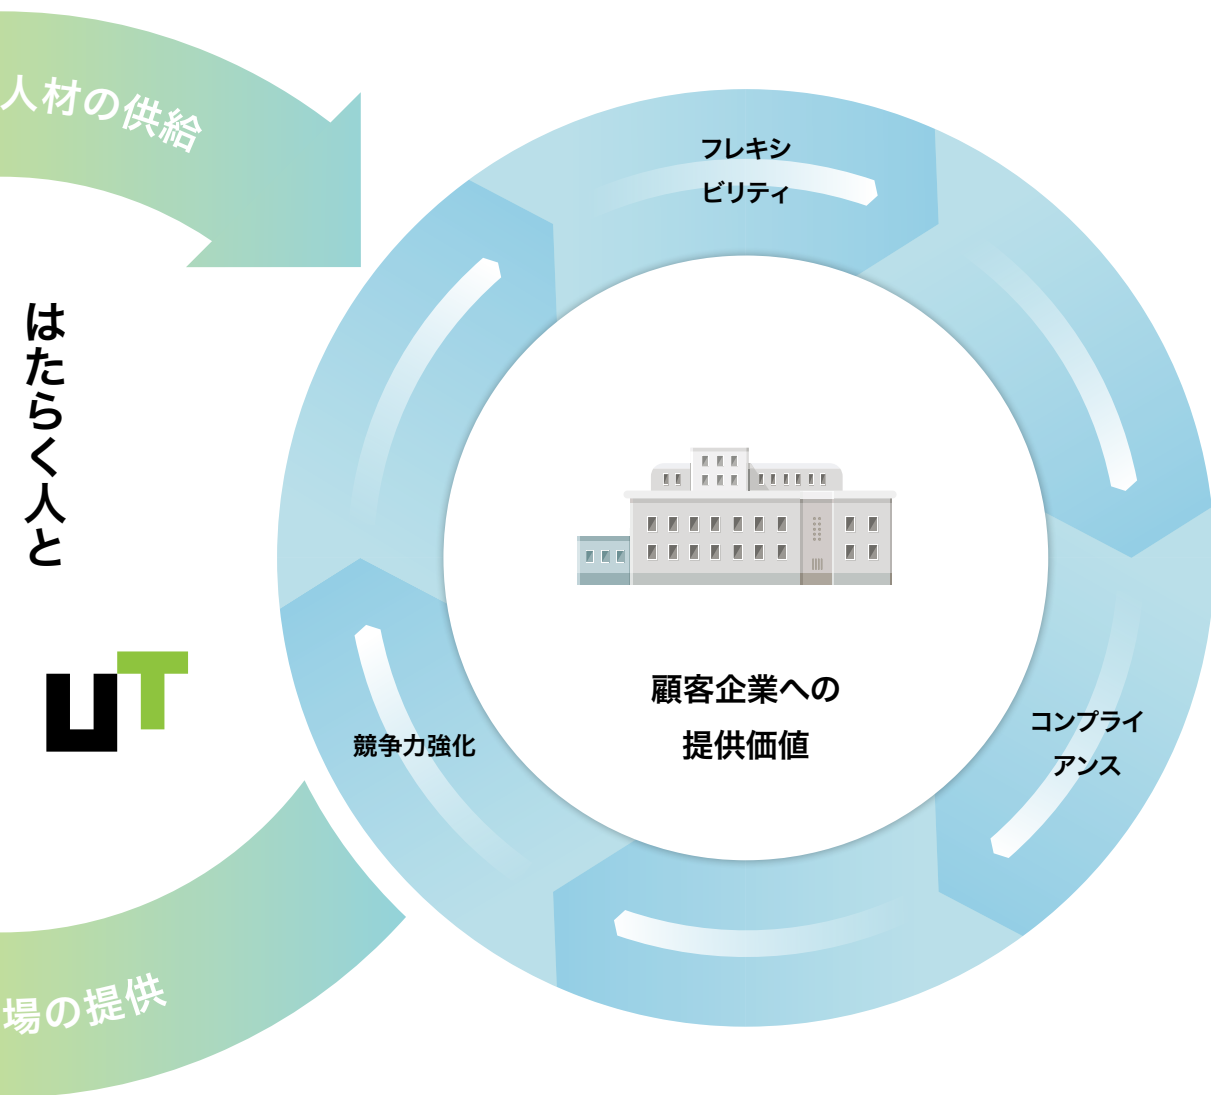 人材の供給
はたらく人と
UT
場の提供
フレキシ
ビリティ
コンプライ
アンス
競争力強化
顧客企業への
提供価値